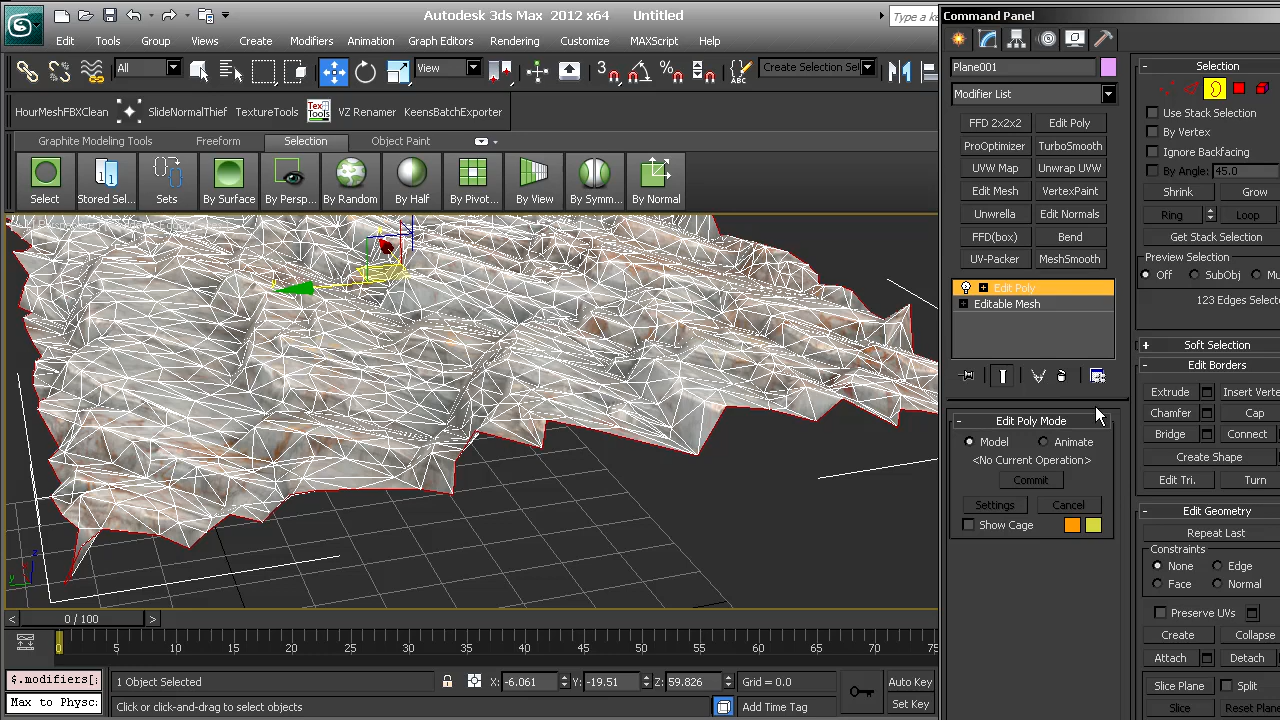 Autodesk 3ds Max 2012 x64 Untitled
Type a k
Command Panel
Edit Tools Group Views Create Modifiers Animation Graph Editors Rendering Customize MAXScript Help
All
View
3
Create Selection Sel
HourMeshFBXClean SlideNormalThief Tex Tools TextureTools VZ Renamer KeensBatchExporter
Graphite Modeling Tools Freeform Selection Object Paint
Select Stored Sel... Sets By Surface By Persp... By Random By Half By Pivot... By View By Symm... By Normal
Plane001
Modifier List
FFD 2x2x2 Edit Poly
ProOptimizer TurboSmooth
UVW Map Unwrap UVW
Edit Mesh VertexPaint
Unwrella Edit Normals
FFD(box) Bend
UV-Packer MeshSmooth
Edit Poly
Editable Mesh
- Edit Poly Mode
Model Animate
<No Current Operation>
Commit
Settings Cancel
Show Cage
- Selection
Use Stack Selection
By Vertex
Ignore Backfacing
By Angle: 45.0
Shrink Grow
Ring Loop
Get Stack Selection
Preview Selection
Off SubObj Mu
123 Edges Selecte
+ Soft Selection
- Edit Borders
Extrude Insert Verte
Chamfer Cap
Bridge Connect
Create Shape
Edit Tri. Turn
- Edit Geometry
Repeat Last
Constraints
None Edge
Face Normal
Preserve UVs
Create Collapse
Attach Detach
Slice Plane Split
Slice Reset Plane
z
y
< 0 / 100 >
0 5 10 15 20 25 30 35 40 45 50 55 60 65 70 75
$.modifiers[:
Max to Physc:
1 Object Selected
X: -6.061 Y: -19.51 Z: 59.826 Grid = 0.0
Auto Key
Click or click-and-drag to select objects
Add Time Tag
Set Key